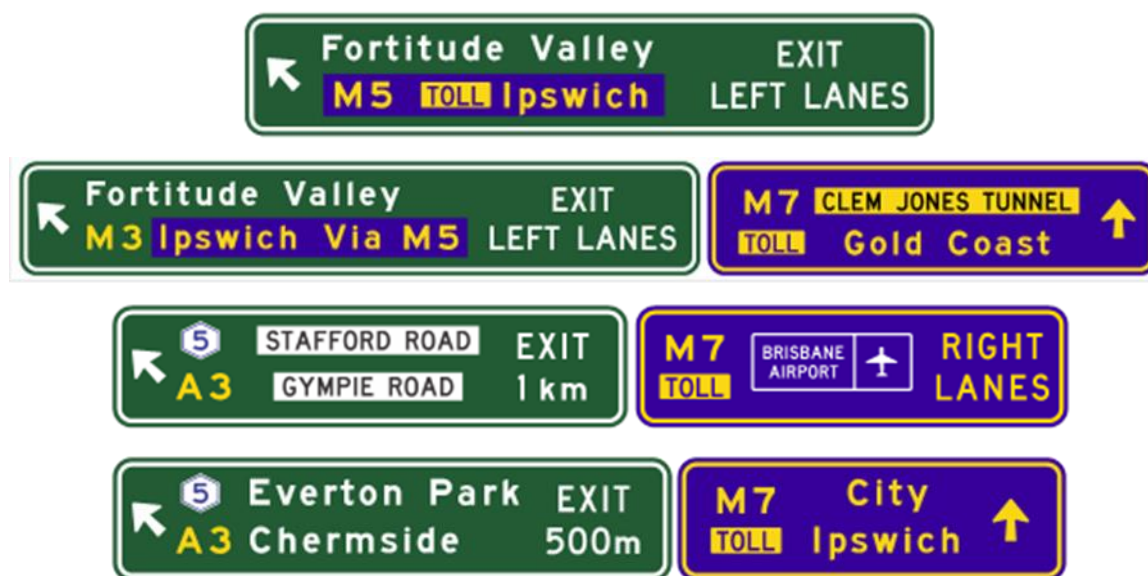 Fortitude Valley EXIT
M5 TOLL Ipswich LEFT LANES
Fortitude Valley EXIT
M3 Ipswich Via M5 LEFT LANES
M7 CLEM JONES TUNNEL
TOLL Gold Coast
5 STAFFORD ROAD EXIT
A3 GYMPIE ROAD 1 km
M7 BRISBANE AIRPORT RIGHT
TOLL LANES
5 Everton Park EXIT
A3 Chermside 500m
M7 City
TOLL Ipswich